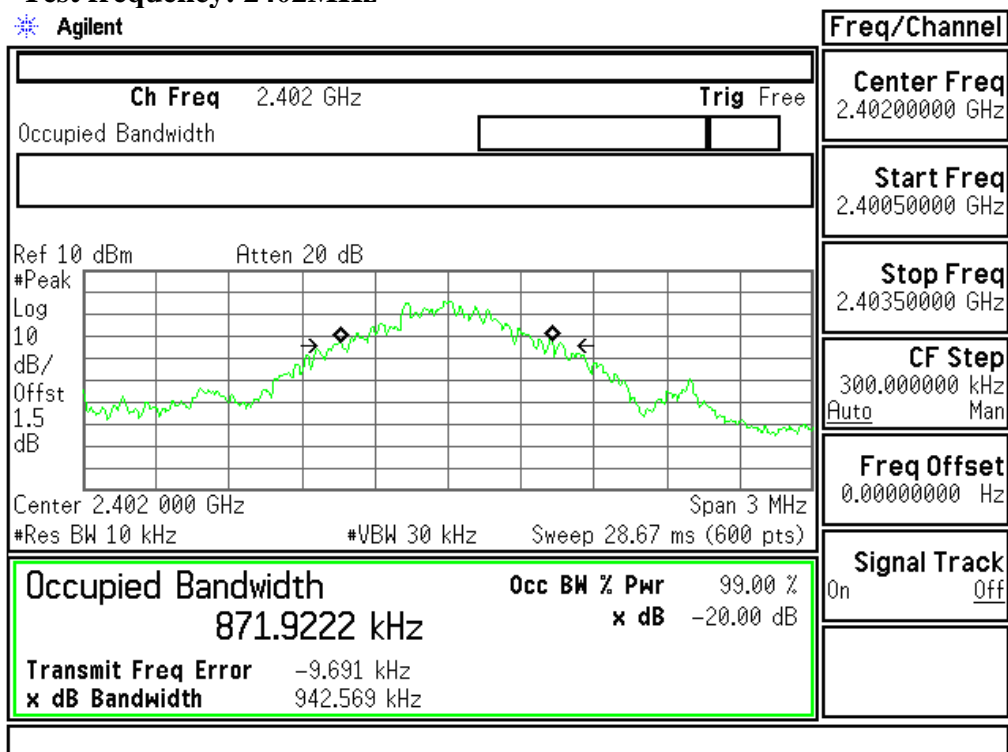 Test frequency: 2402MHz
Agilent
Freq/Channel
Ch Freq 2.402 GHz
Trig Free
Occupied Bandwidth
Center Freq
2.40200000 GHz
Start Freq
2.40050000 GHz
Stop Freq
2.40350000 GHz
CF Step
300.000000 kHz
Auto Man
Freq Offset
0.00000000 Hz
Signal Track
On Off
Ref 10 dBm
Atten 20 dB
#Peak
Log
10
dB/
Offst
1.5
dB
Center 2.402 000 GHz
Span 3 MHz
#Res BW 10 kHz
#VBW 30 kHz
Sweep 28.67 ms (600 pts)
Occupied Bandwidth
871.9222 kHz
Occ BW % Pwr 99.00 %
x dB -20.00 dB
Transmit Freq Error -9.691 kHz
x dB Bandwidth 942.569 kHz